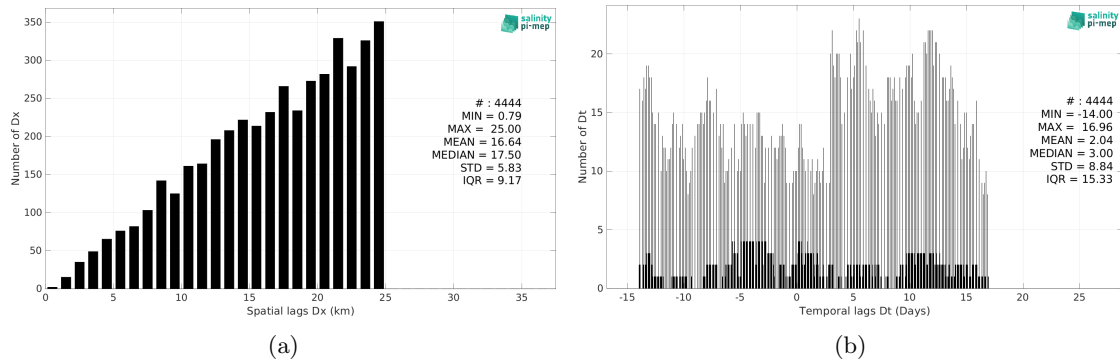 350
300
250
200
150
100
50
0
Number of Dx
0 5 10 15 20 25 30 35
Spatial lags Dx (km)
salinity
pi-mep
# : 4444
MIN = 0.79
MAX = 25.00
MEAN = 16.64
MEDIAN = 17.50
STD = 5.83
IQR = 9.17
(a)
20
15
10
5
0
Number of Dt
-15 -10 -5 0 5 10 15 20 25
Temporal lags Dt (Days)
salinity
pi-mep
# : 4444
MIN = -14.00
MAX = 16.96
MEAN = 2.04
MEDIAN = 3.00
STD = 8.84
IQR = 15.33
(b)